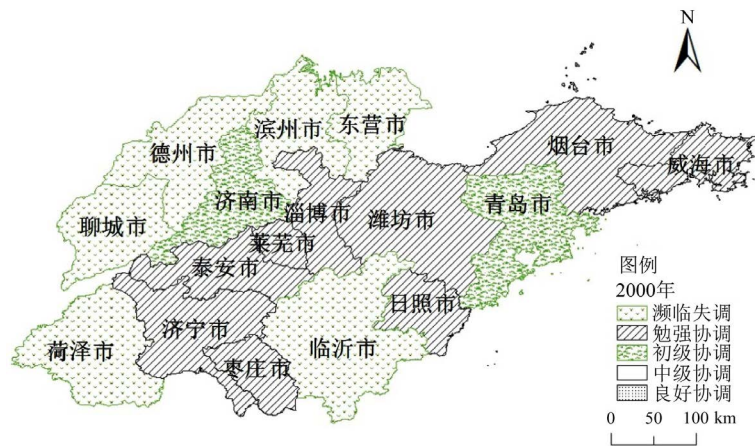 N
滨州市
东营市
烟台市
威海市
德州市
济南市
淄博市
潍坊市
青岛市
聊城市
莱芜市
泰安市
日照市
济宁市
临沂市
菏泽市
枣庄市
图例
2000年
濒临失调
勉强协调
初级协调
中级协调
良好协调
0 50 100 km